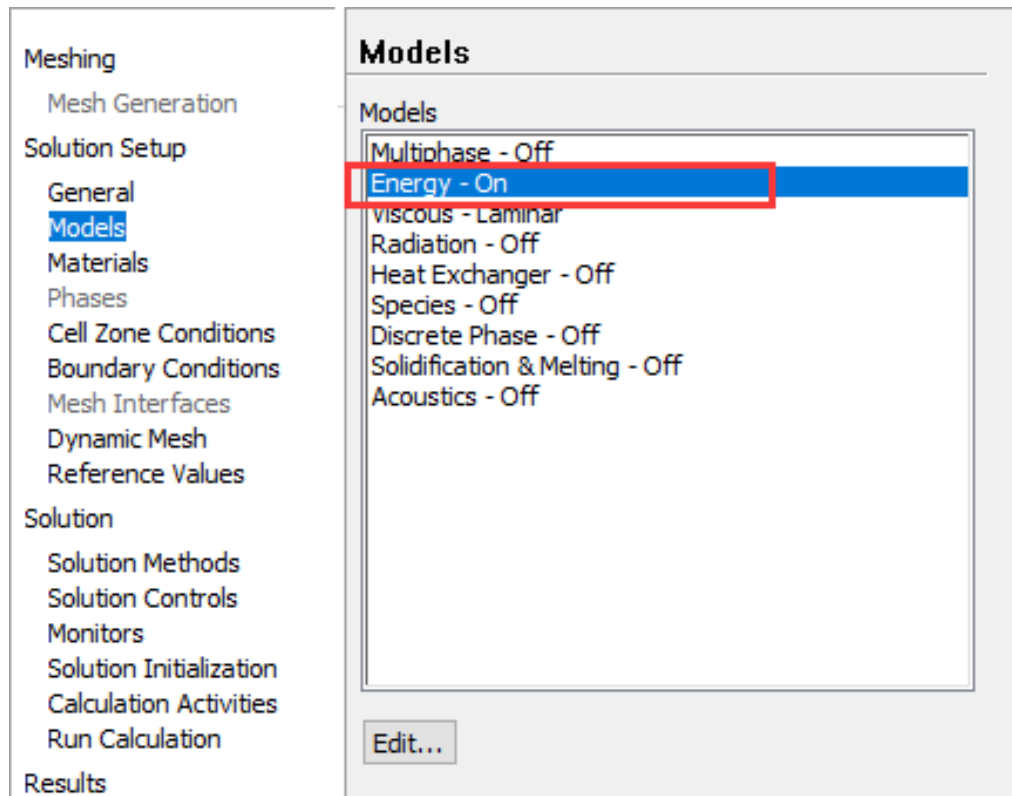 Meshing
Mesh Generation
Solution Setup
General
Models
Materials
Phases
Cell Zone Conditions
Boundary Conditions
Mesh Interfaces
Dynamic Mesh
Reference Values
Solution
Solution Methods
Solution Controls
Monitors
Solution Initialization
Calculation Activities
Run Calculation
Results
Models
Models
Multiphase - Off
Energy - On
Viscous - Laminar
Radiation - Off
Heat Exchanger - Off
Species - Off
Discrete Phase - Off
Solidification & Melting - Off
Acoustics - Off
Edit...